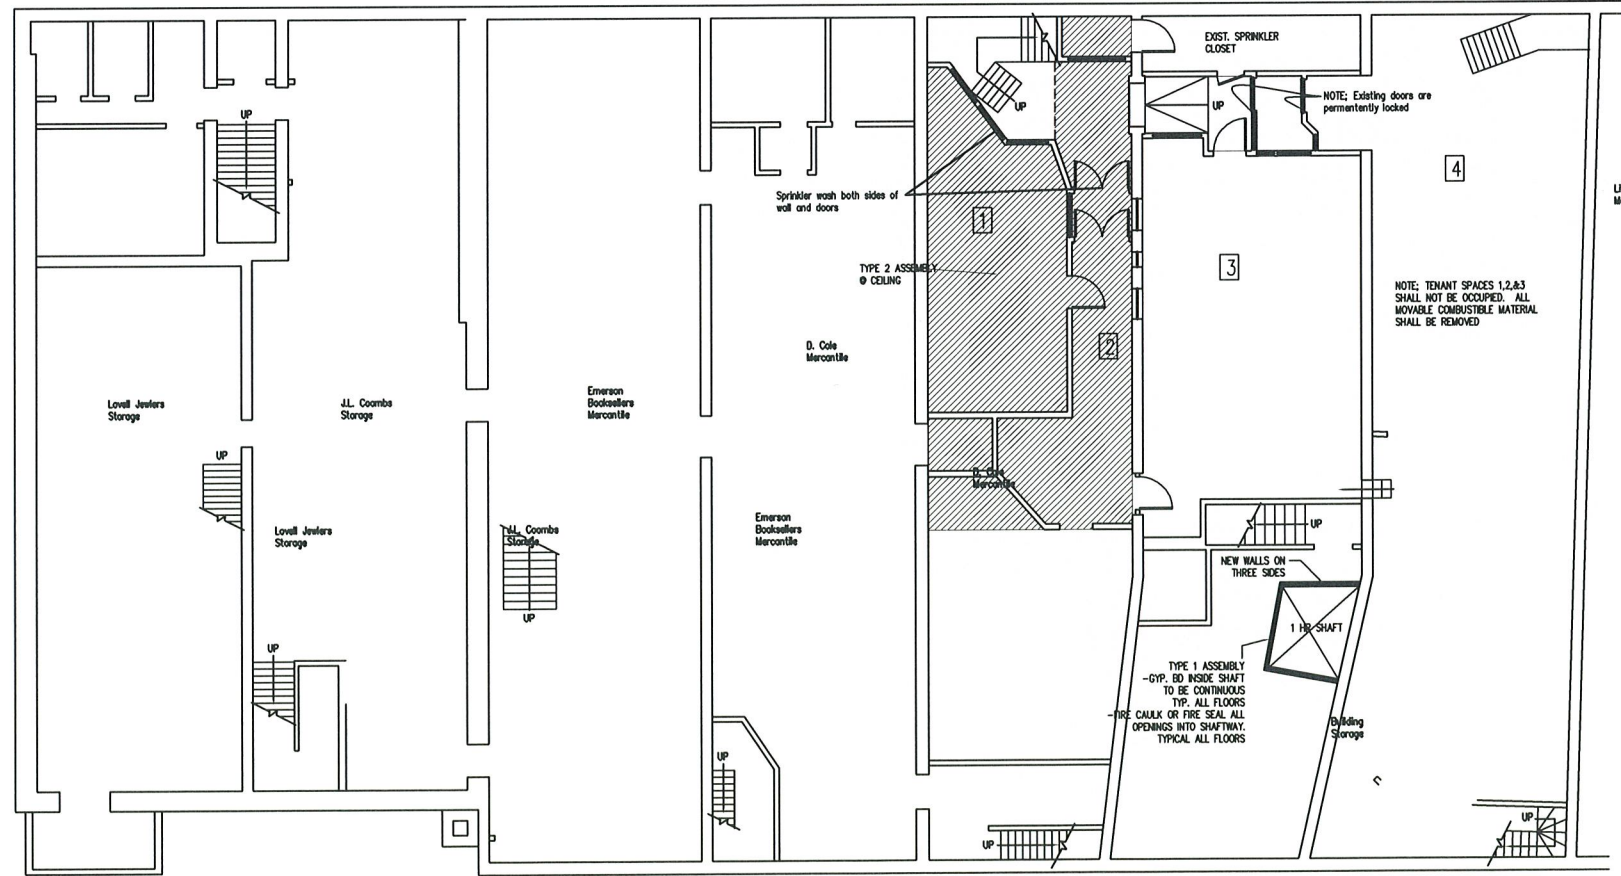 EXIST. SPRINKLER
CLOSET
UP
UP
UP
NOTE; Existing doors are
permentently locked
4
Sprinkler wash both sides of
wall and doors
1
TYPE 2 ASSEMBLY
@ CEILING
3
NOTE; TENANT SPACES 1,2,&3
SHALL NOT BE OCCUPIED. ALL
MOVABLE COMBUSTIBLE MATERIAL
SHALL BE REMOVED
2
D. Cole
Mercantile
Lovell Jewlers
Storage
J.L. Coombs
Storage
Emerson
Booksellers
Mercantile
UP
D. Cole
Mercantile
Lovell Jewlers
Storage
J.L. Coombs
Storage
Emerson
Booksellers
Mercantile
UP
NEW WALLS ON
THREE SIDES
UP
1 HR SHAFT
UP
TYPE 1 ASSEMBLY
-GYP. BD INSIDE SHAFT
TO BE CONTINUOUS
TYP. ALL FLOORS
-FIRE CAULK OR FIRE SEAL ALL
OPENINGS INTO SHAFTWAY.
TYPICAL ALL FLOORS
Building
Storage
UP
UP
UP